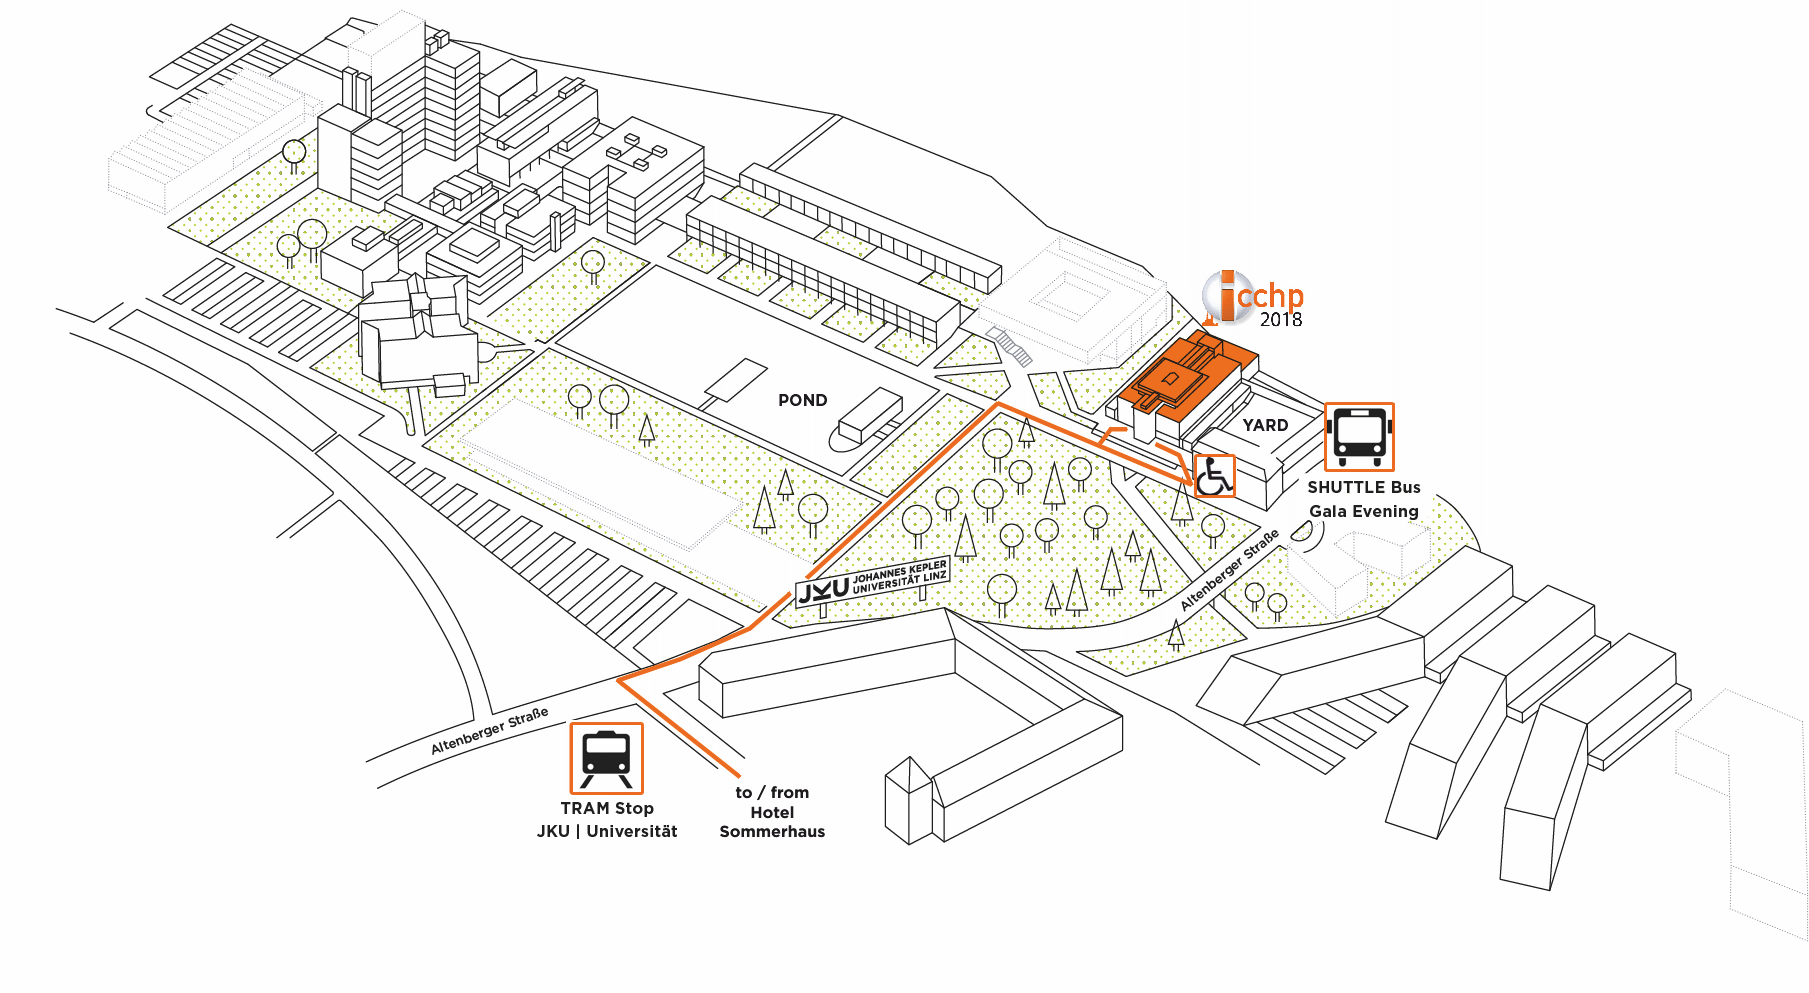 icchp
2018
POND
YARD
SHUTTLE Bus
Gala Evening
Altenberger Straße
JKU JOHANNES KEPLER
UNIVERSITÄT LINZ
Altenberger Straße
TRAM Stop
JKU | Universität
to / from
Hotel
Sommerhaus